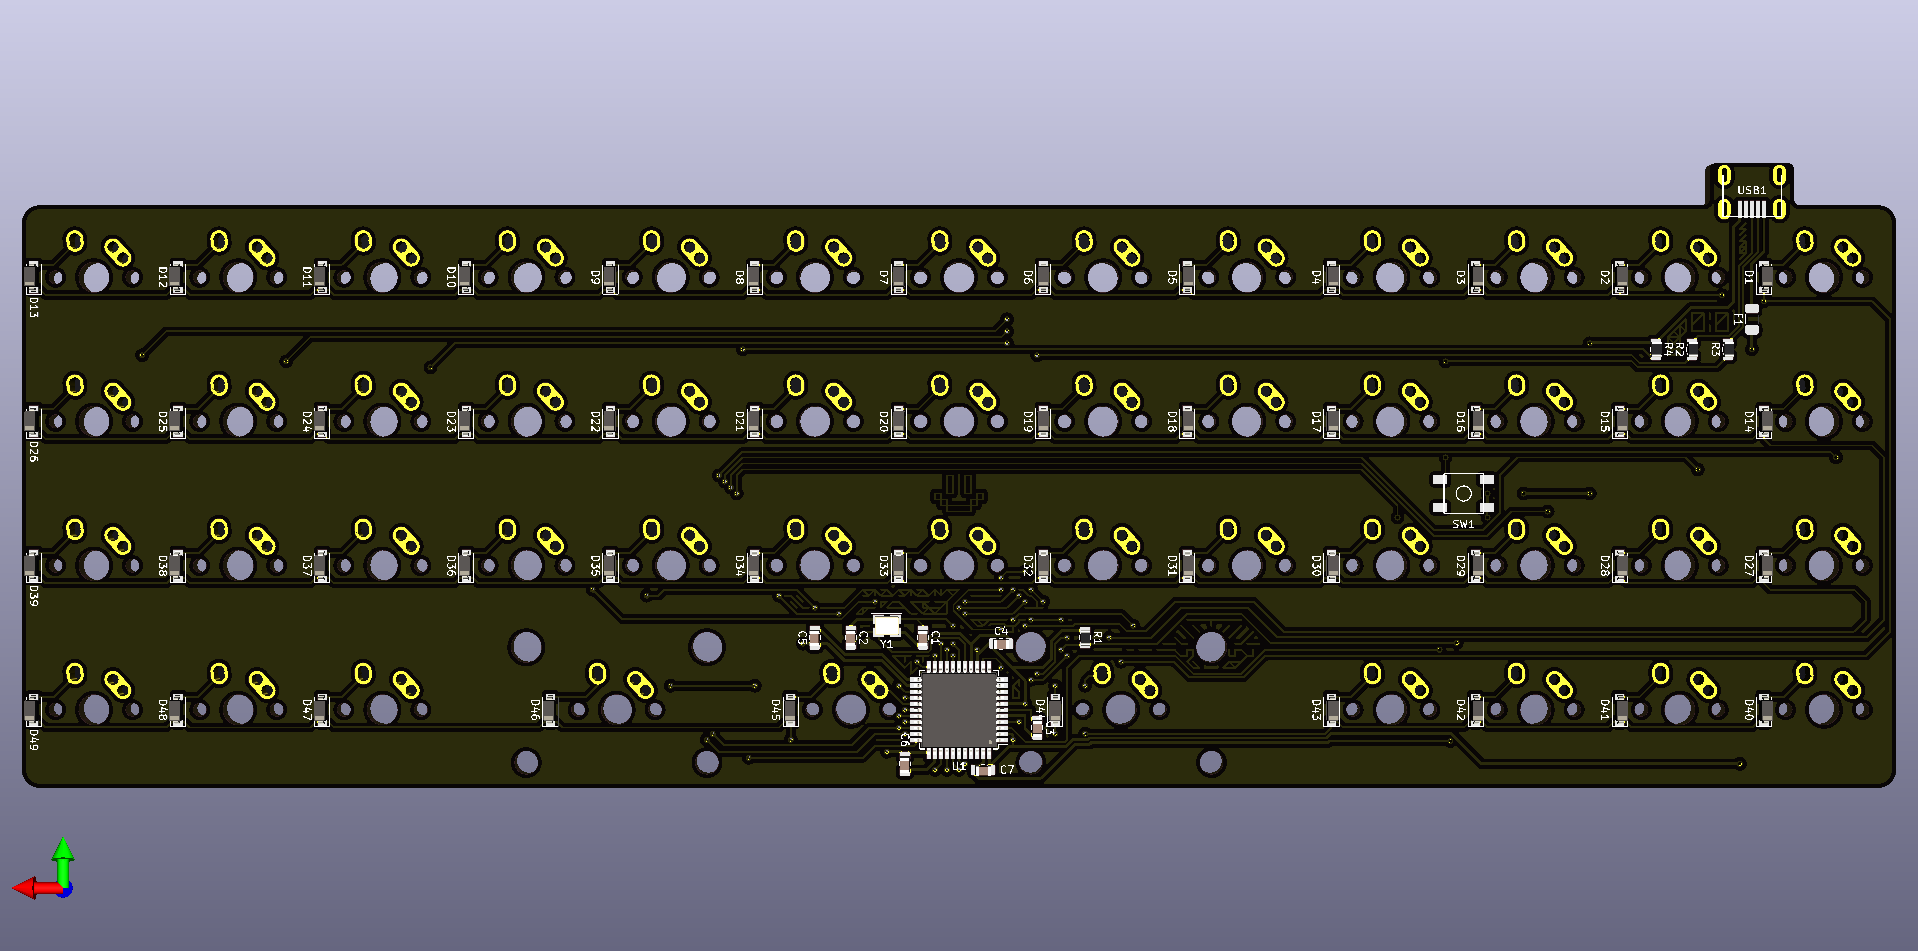 USB1
D13 D12 D11 D10 D9 D8 D7 D6 D5 D4 D3 D2 D1
F1
R4 R2 R3
D26 D25 D24 D23 D22 D21 D20 D19 D18 D17 D16 D15 D14
SW1
D39 D38 D37 D36 D35 D34 D33 D32 D31 D30 D29 D28 D27
C5 C2 Y1 C1 C4 R1
D49 D48 D47 D46 D45 D43 D42 D41 D40
C6 U1 C7